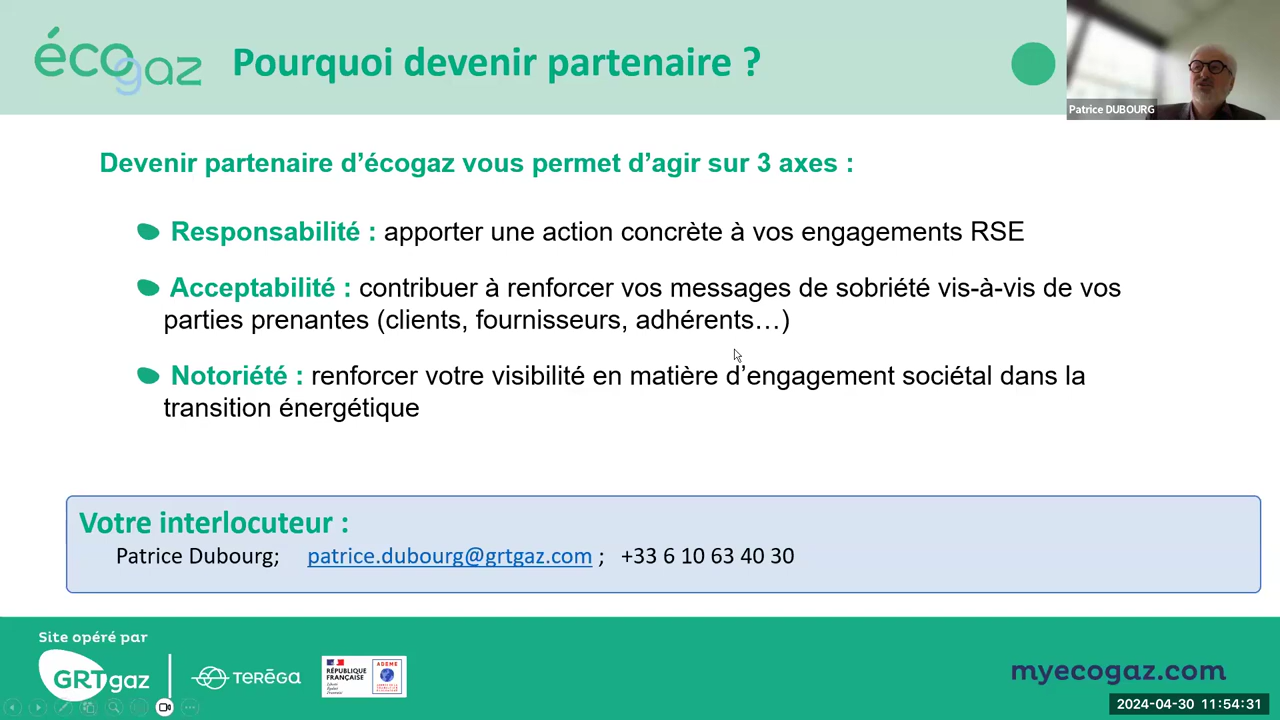 écogaz
Pourquoi devenir partenaire ?
Patrice DUBOURG
Devenir partenaire d’écogaz vous permet d’agir sur 3 axes :
Responsabilité : apporter une action concrète à vos engagements RSE
Acceptabilité : contribuer à renforcer vos messages de sobriété vis-à-vis de vos
parties prenantes (clients, fournisseurs, adhérents…)
Notoriété : renforcer votre visibilité en matière d’engagement sociétal dans la
transition énergétique
Votre interlocuteur :
Patrice Dubourg; patrice.dubourg@grtgaz.com ; +33 6 10 63 40 30
Site opéré par
GRTgaz
TERĒGA
RÉPUBLIQUE
FRANÇAISE
ADEME
myecogaz.com
2024-04-30 11:54:31